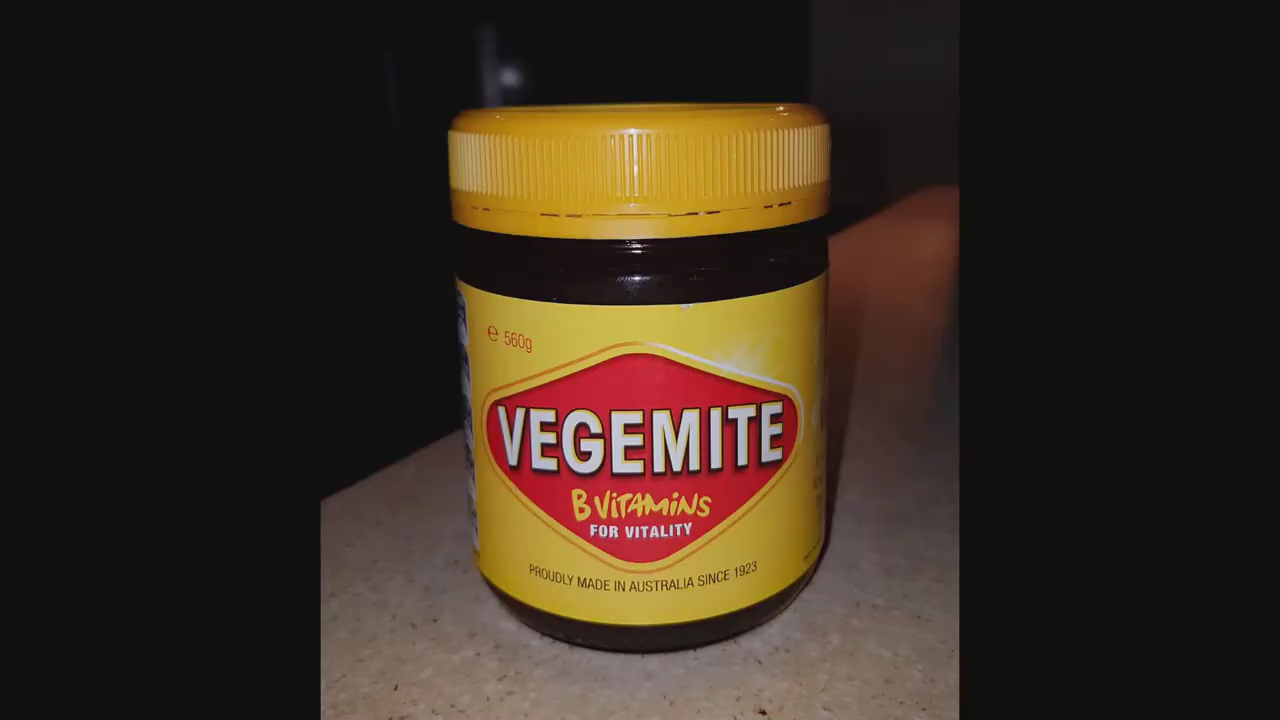 ℮ 560g
VEGEMITE
B ViTAMiNS
FOR VITALITY
PROUDLY MADE IN AUSTRALIA SINCE 1923